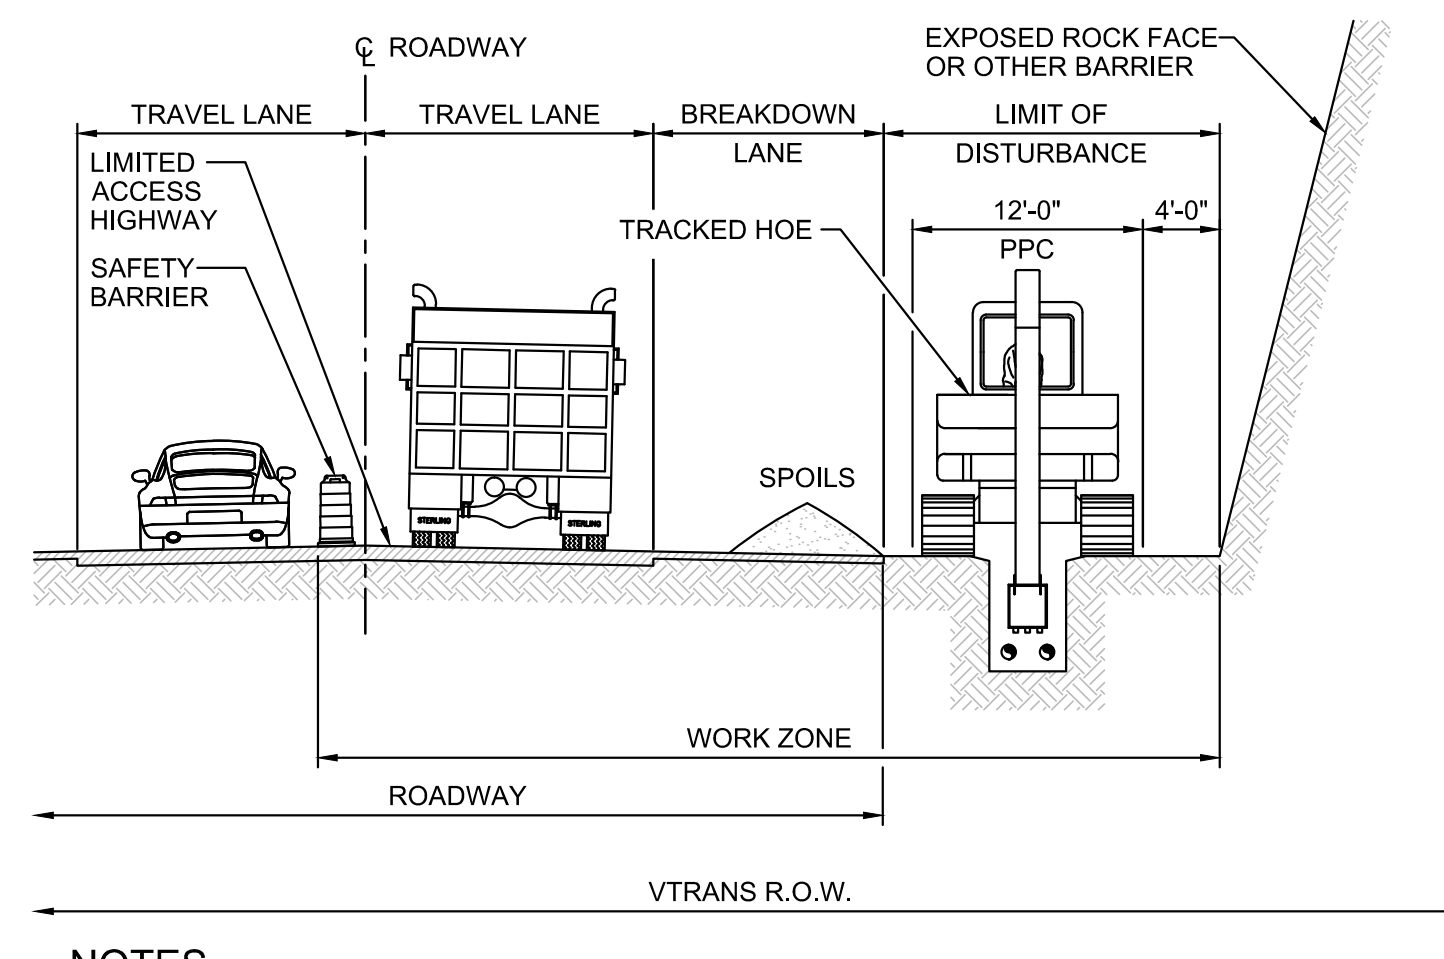 ℄ ROADWAY
EXPOSED ROCK FACE
OR OTHER BARRIER
TRAVEL LANE
TRAVEL LANE
BREAKDOWN
LANE
LIMIT OF
DISTURBANCE
LIMITED
ACCESS
HIGHWAY
SAFETY
BARRIER
TRACKED HOE
12'-0"
4'-0"
PPC
SPOILS
STERLING
STERLING
WORK ZONE
ROADWAY
VTRANS R.O.W.
NOTES